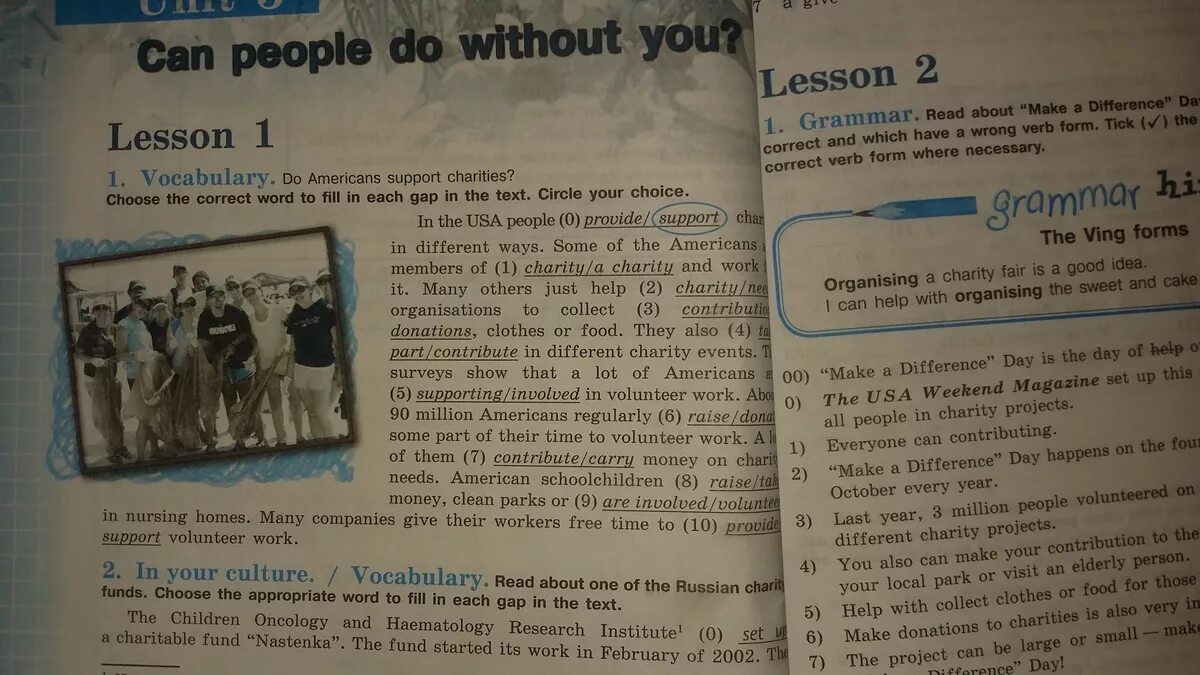 Unit
Can people do without you?
Lesson 1
1. Vocabulary. Do Americans support charities?
Choose the correct word to fill in each gap in the text. Circle your choice.
In the USA people (0) provide/support
in different ways. Some of the Americans
members of (1) charity/a charity and work
it. Many others just help (2) charity/
organisations to collect (3)
donations, clothes or food. They also (4)
part/contribute in different charity events.
surveys show that a lot of Americans
(5) supporting/involved in volunteer work.
90 million Americans regularly (6) raise/
some part of their time to volunteer work. A
of them (7) contribute/carry money on
needs. American schoolchildren (8) raise/
money, clean parks or (9) are involved/
in nursing homes. Many companies give their workers free time to (10) provide
support volunteer work.
2. In your culture. / Vocabulary. Read about one of the Russian
funds. Choose the appropriate word to fill in each gap in the text.
The Children Oncology and Haematology Research Institute¹ (0) set
a charitable fund “Nastenka”. The fund started its work in February of 2002.
7 a
Lesson 2
1. Grammar. Read about “Make a Difference”
correct and which have a wrong verb form. Tick (✓) the
correct verb form where necessary.
grammar
The Ving forms
Organising a charity fair is a good idea.
I can help with organising the sweet and cake
00) “Make a Difference” Day is the day of help
0) The USA Weekend Magazine set up this
all people in charity projects.
1) Everyone can contributing.
2) “Make a Difference” Day happens on the
October every year.
3) Last year, 3 million people volunteered on
different charity projects.
4) You also can make your contribution to the
your local park or visit an elderly person.
5) Help with collect clothes or food for those
6) Make donations to charities is also very
7) The project can be large or small —
Difference” Day!